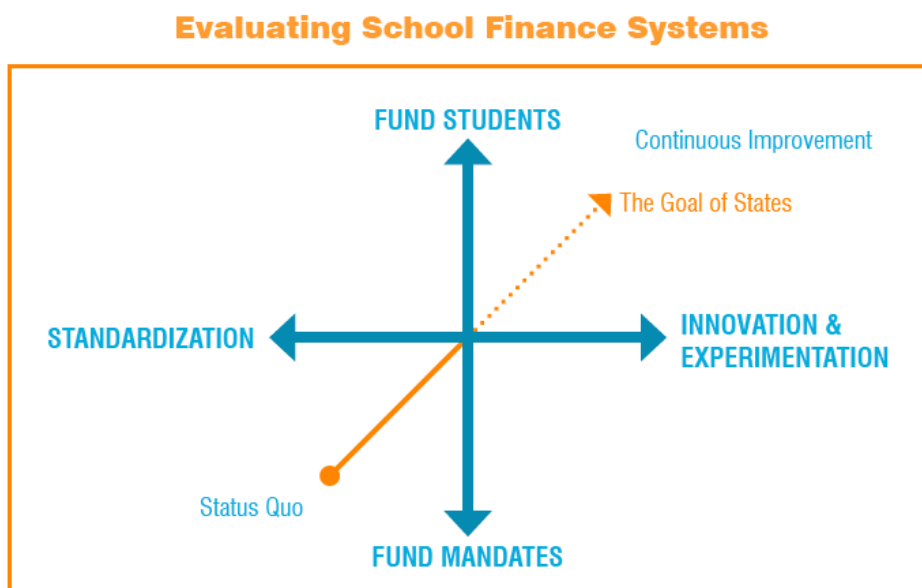 Evaluating School Finance Systems
FUND STUDENTS
Continuous Improvement
The Goal of States
STANDARDIZATION
INNOVATION &
EXPERIMENTATION
Status Quo
FUND MANDATES